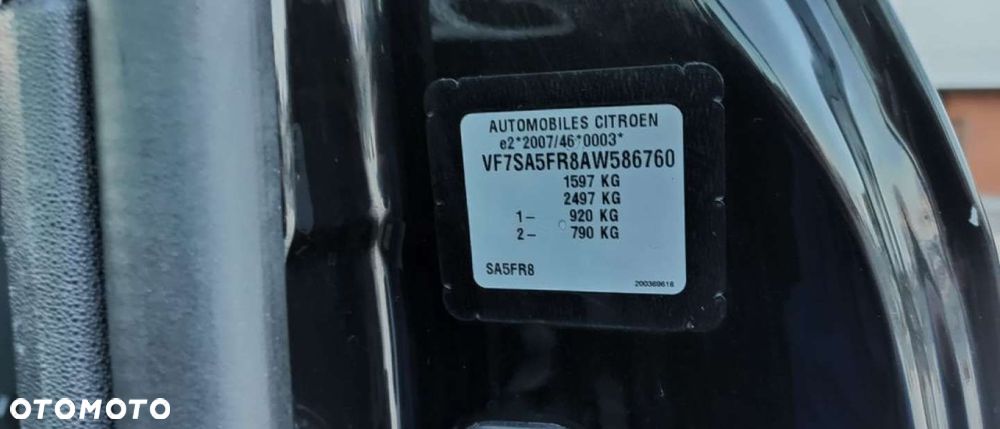 AUTOMOBILES CITROEN
e2*2007/46*0003*
VF7SA5FR8AW586760
1597 KG
2497 KG
1- 920 KG
2- 790 KG
SA5FR8
200369618
OTOMOTO